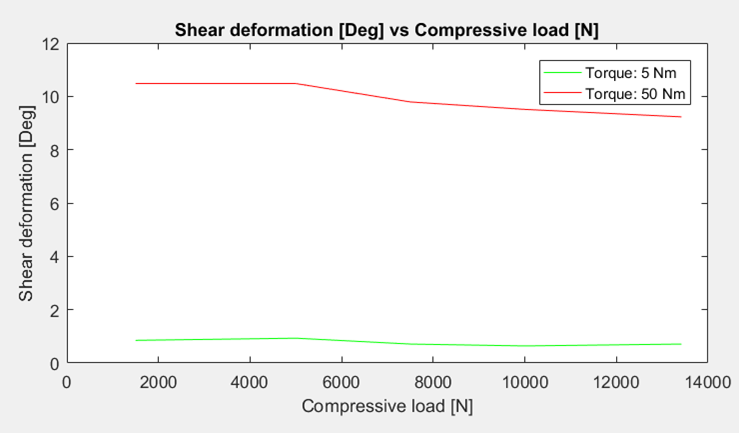 Shear deformation [Deg] vs Compressive load [N]
12
10
8
6
4
2
0
Shear deformation [Deg]
Torque: 5 Nm
Torque: 50 Nm
0 2000 4000 6000 8000 10000 12000 14000
Compressive load [N]